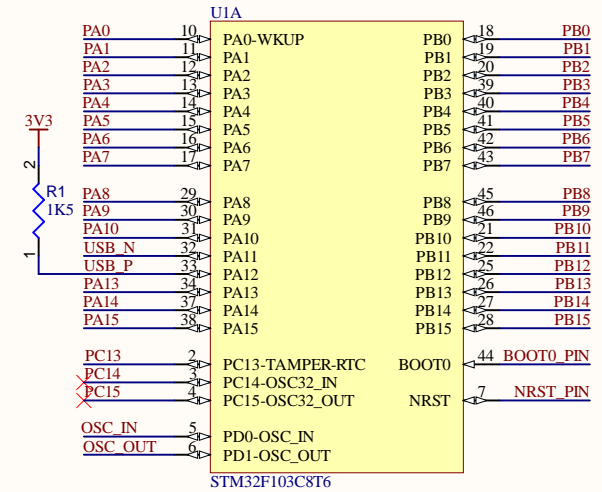 U1A
PA0 10 PA0-WKUP PB0 18 PB0
PA1 11 PA1 PB1 19 PB1
PA2 12 PA2 PB2 20 PB2
PA3 13 PA3 PB3 39 PB3
PA4 14 PA4 PB4 40 PB4
PA5 15 PA5 PB5 41 PB5
3V3
PA6 16 PA6 PB6 42 PB6
PA7 17 PA7 PB7 43 PB7
2
R1
1K5
1
PA8 29 PA8 PB8 45 PB8
PA9 30 PA9 PB9 46 PB9
PA10 31 PA10 PB10 21 PB10
USB_N 32 PA11 PB11 22 PB11
USB_P 33 PA12 PB12 25 PB12
PA13 34 PA13 PB13 26 PB13
PA14 37 PA14 PB14 27 PB14
PA15 38 PA15 PB15 28 PB15
PC13 2 PC13-TAMPER-RTC BOOT0 44 BOOT0_PIN
PC14 3 PC14-OSC32_IN
PC15 4 PC15-OSC32_OUT NRST 7 NRST_PIN
OSC_IN 5 PD0-OSC_IN
OSC_OUT 6 PD1-OSC_OUT
STM32F103C8T6